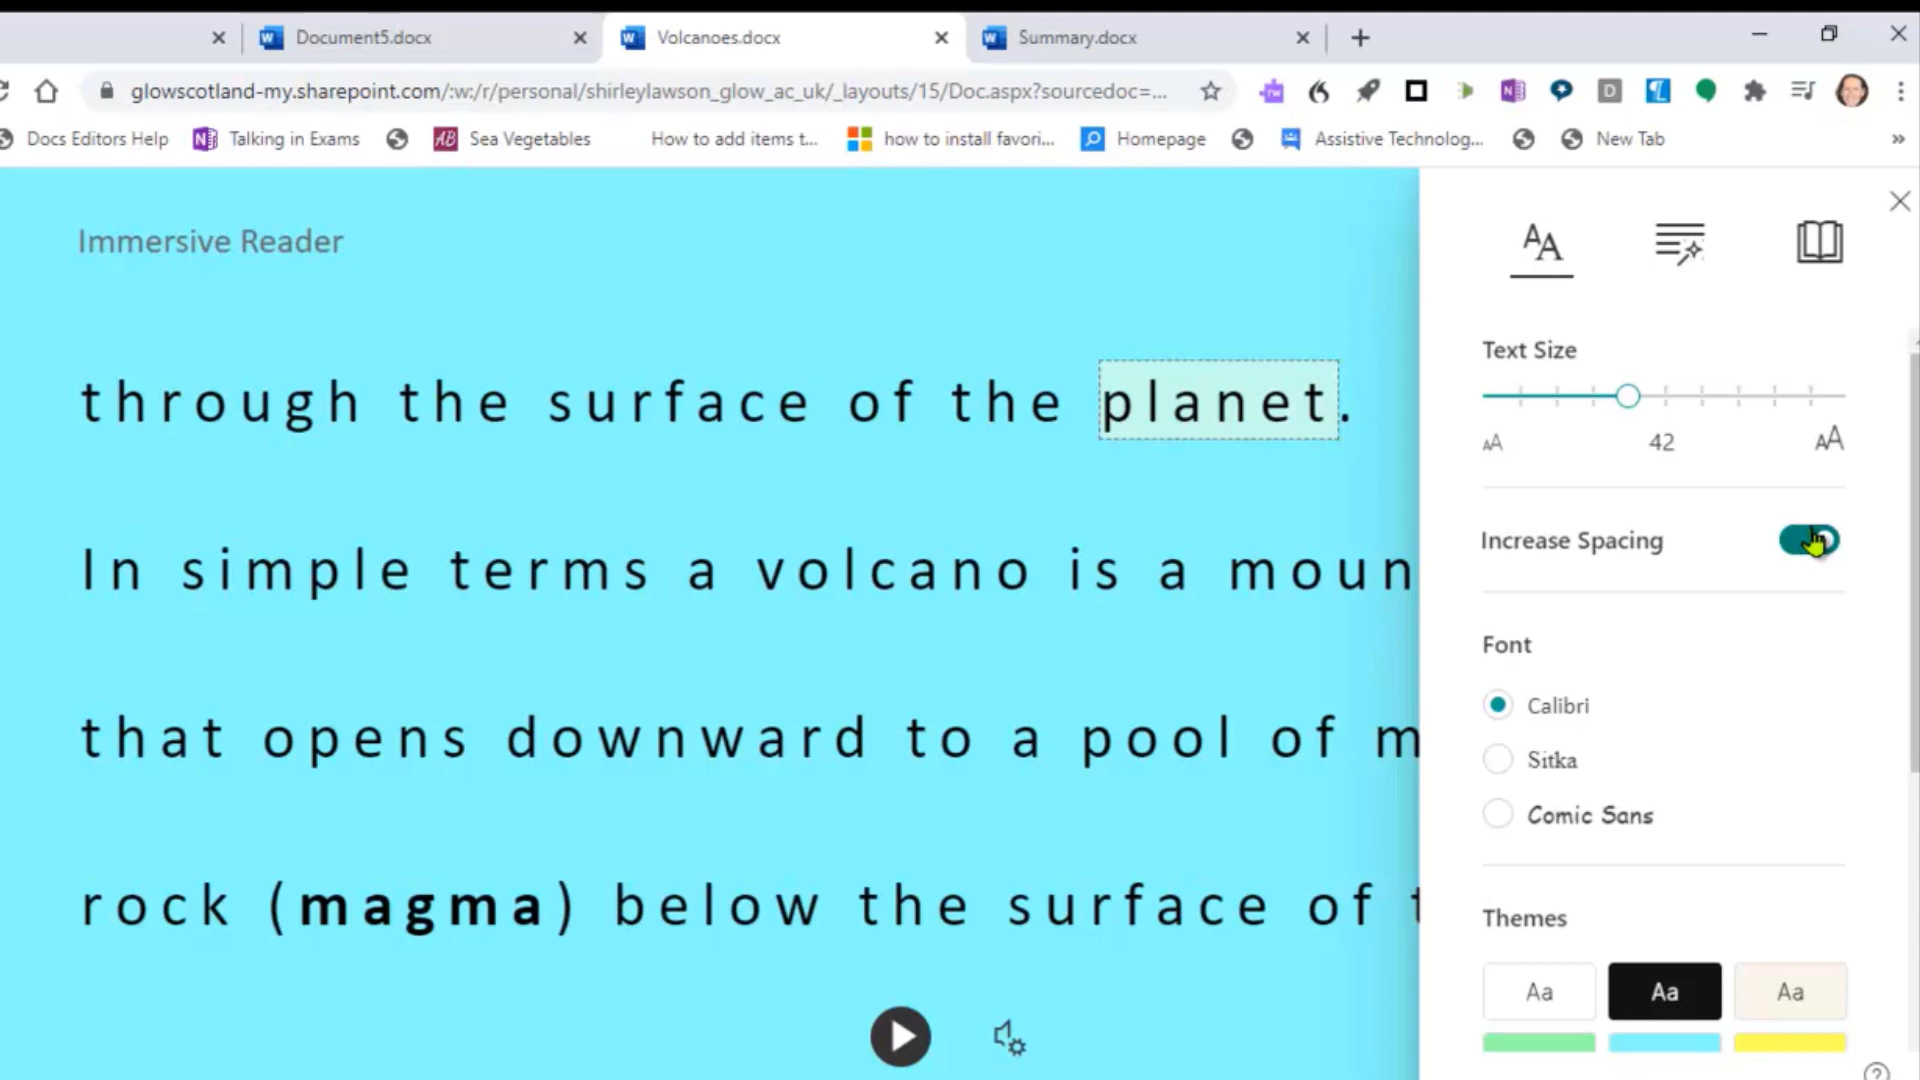 Document5.docx
Volcanoes.docx
Summary.docx
glowscotland-my.sharepoint.com/:w:/r/personal/shirleylawson_glow_ac_uk/_layouts/15/Doc.aspx?sourcedoc=...
Docs Editors Help
Talking in Exams
Sea Vegetables
How to add items t...
how to install favori...
Homepage
Assistive Technolog...
New Tab
Immersive Reader
through the surface of the planet.
In simple terms a volcano is a moun
that opens downward to a pool of m
rock (magma) below the surface of t
Text Size
AA
42
AA
Increase Spacing
Font
Calibri
Sitka
Comic Sans
Themes
Aa
Aa
Aa